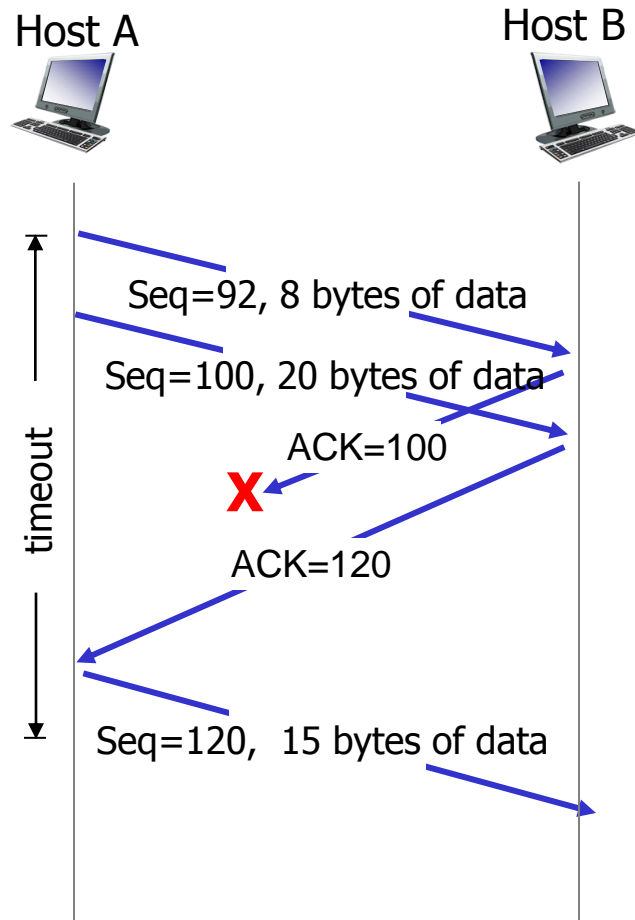 Host A
Host B
Seq=92, 8 bytes of data
Seq=100, 20 bytes of data
ACK=100
X
timeout
ACK=120
Seq=120, 15 bytes of data